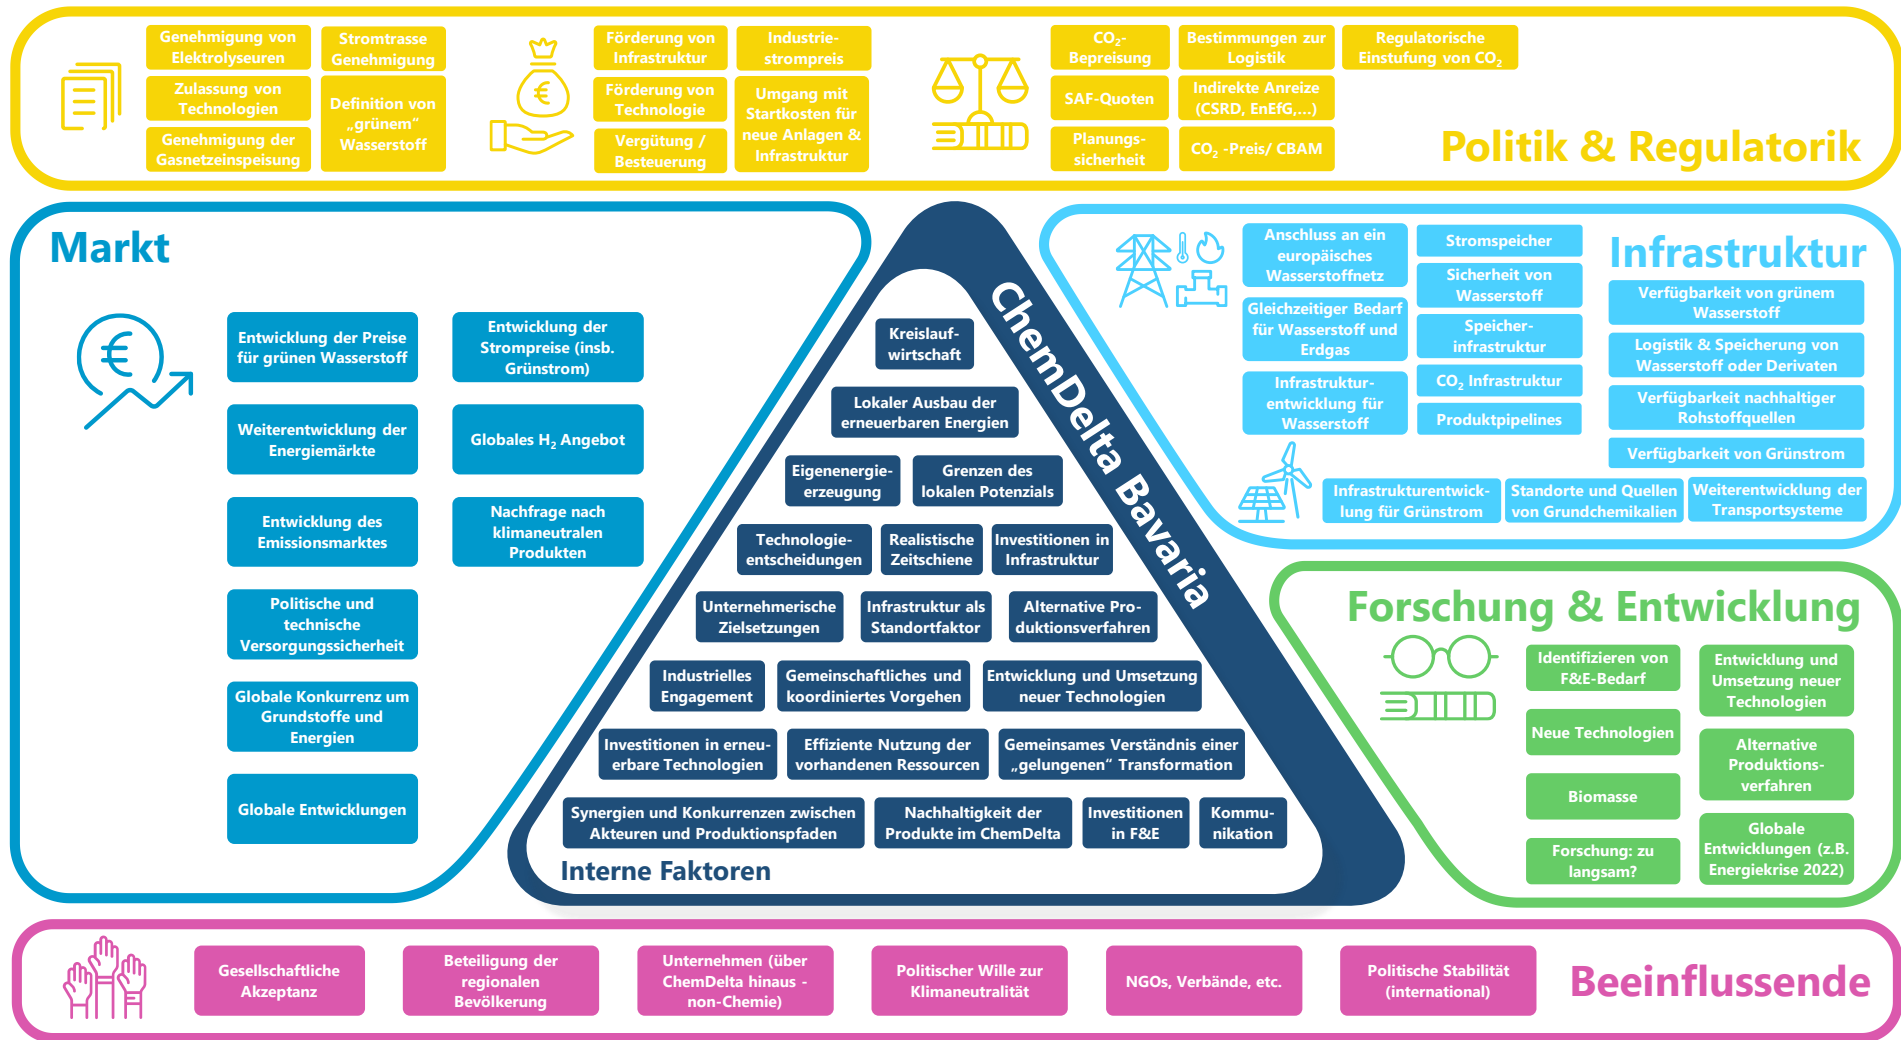 Genehmigung von
Elektrolyseuren
Zulassung von
Technologien
Genehmigung der
Gasnetzeinspeisung
Stromtrasse
Genehmigung
Definition von
„grünem“
Wasserstoff
€
Förderung von
Infrastruktur
Förderung von
Technologie
Vergütung /
Besteuerung
Industrie-
strompreis
Umgang mit
Startkosten für
neue Anlagen &
Infrastruktur
CO₂-
Bepreisung
SAF-Quoten
Planungs-
sicherheit
Bestimmungen zur
Logistik
Indirekte Anreize
(CSRD, EnEfG,...)
CO₂ -Preis/ CBAM
Regulatorische
Einstufung von CO₂
Politik & Regulatorik
Markt
€
Entwicklung der Preise
für grünen Wasserstoff
Weiterentwicklung der
Energiemärkte
Entwicklung des
Emissionsmarktes
Politische und
technische
Versorgungssicherheit
Globale Konkurrenz um
Grundstoffe und
Energien
Globale Entwicklungen
Entwicklung der
Strompreise (insb.
Grünstrom)
Globales H₂ Angebot
Nachfrage nach
klimaneutralen
Produkten
ChemDelta Bavaria
Kreislauf-
wirtschaft
Lokaler Ausbau der
erneuerbaren Energien
Eigenenergie-
erzeugung
Grenzen des
lokalen Potenzials
Technologie-
entscheidungen
Realistische
Zeitschiene
Investitionen in
Infrastruktur
Unternehmerische
Zielsetzungen
Infrastruktur als
Standortfaktor
Alternative Pro-
duktionsverfahren
Industrielles
Engagement
Gemeinschaftliches und
koordiniertes Vorgehen
Entwicklung und Umsetzung
neuer Technologien
Investitionen in erneu-
erbare Technologien
Effiziente Nutzung der
vorhandenen Ressourcen
Gemeinsames Verständnis einer
„gelungenen“ Transformation
Synergien und Konkurrenzen zwischen
Akteuren und Produktionspfaden
Nachhaltigkeit der
Produkte im ChemDelta
Investitionen
in F&E
Kommu-
nikation
Interne Faktoren
Infrastruktur
Anschluss an ein
europäisches
Wasserstoffnetz
Gleichzeitiger Bedarf
für Wasserstoff und
Erdgas
Infrastruktur-
entwicklung für
Wasserstoff
Stromspeicher
Sicherheit von
Wasserstoff
Speicher-
infrastruktur
CO₂ Infrastruktur
Produktpipelines
Verfügbarkeit von grünem
Wasserstoff
Logistik & Speicherung von
Wasserstoff oder Derivaten
Verfügbarkeit nachhaltiger
Rohstoffquellen
Verfügbarkeit von Grünstrom
Infrastrukturentwick-
lung für Grünstrom
Standorte und Quellen
von Grundchemikalien
Weiterentwicklung der
Transportsysteme
Forschung & Entwicklung
Identifizieren von
F&E-Bedarf
Neue Technologien
Biomasse
Forschung: zu
langsam?
Entwicklung und
Umsetzung neuer
Technologien
Alternative
Produktions-
verfahren
Globale
Entwicklungen (z.B.
Energiekrise 2022)
Gesellschaftliche
Akzeptanz
Beteiligung der
regionalen
Bevölkerung
Unternehmen (über
ChemDelta hinaus -
non-Chemie)
Politischer Wille zur
Klimaneutralität
NGOs, Verbände, etc.
Politische Stabilität
(international)
Beeinflussende